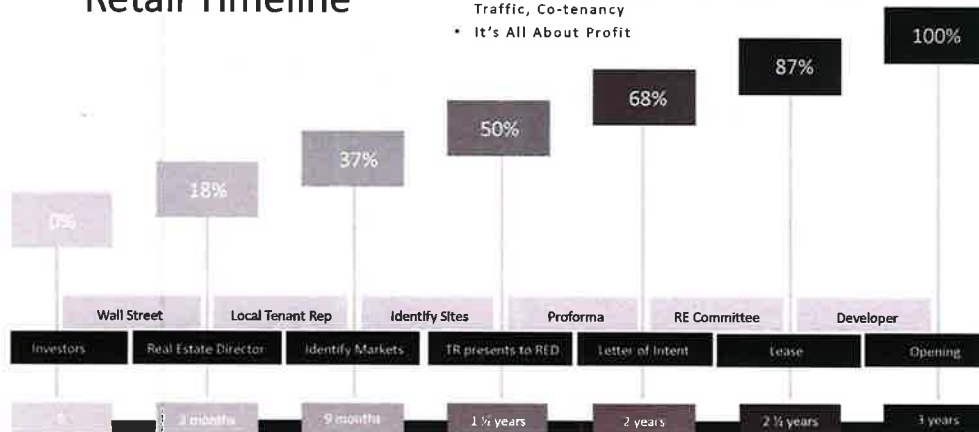 Retail Timeline
Traffic, Co-tenancy
• It's All About Profit
0%
18%
37%
50%
68%
87%
100%
Wall Street
Local Tenant Rep
Identify Sites
Proforma
RE Committee
Developer
Investors
Real Estate Director
Identify Markets
TR presents to RED
Letter of Intent
Lease
Opening
0
3 months
9 months
1 ½ years
2 years
2 ½ years
3 years